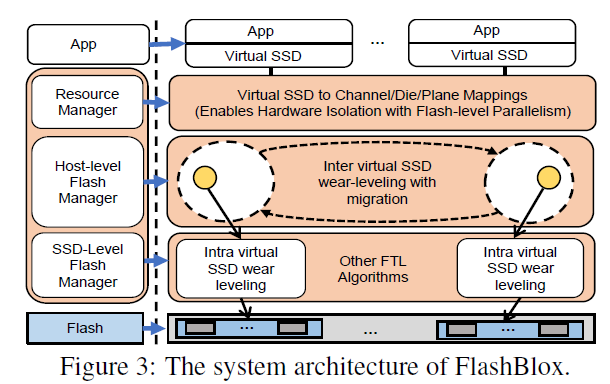 App
App
Virtual SSD
...
App
Virtual SSD
Resource
Manager
Virtual SSD to Channel/Die/Plane Mappings
(Enables Hardware Isolation with Flash-level Parallelism)
Host-level
Flash
Manager
Inter virtual SSD
wear-leveling with
migration
SSD-Level
Flash
Manager
Intra virtual
SSD wear
leveling
Other FTL
Algorithms
Intra virtual
SSD wear
leveling
Flash
...
...
...
Figure 3: The system architecture of FlashBlox.